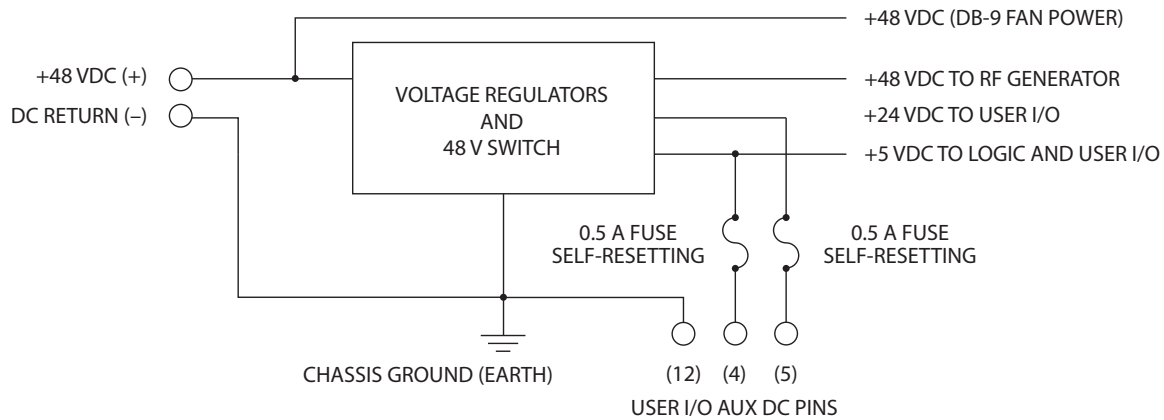 +48 VDC (DB-9 FAN POWER)
+48 VDC (+)
DC RETURN (–)
VOLTAGE REGULATORS
AND
48 V SWITCH
+48 VDC TO RF GENERATOR
+24 VDC TO USER I/O
+5 VDC TO LOGIC AND USER I/O
0.5 A FUSE
SELF-RESETTING
0.5 A FUSE
SELF-RESETTING
CHASSIS GROUND (EARTH)
(12) (4) (5)
USER I/O AUX DC PINS